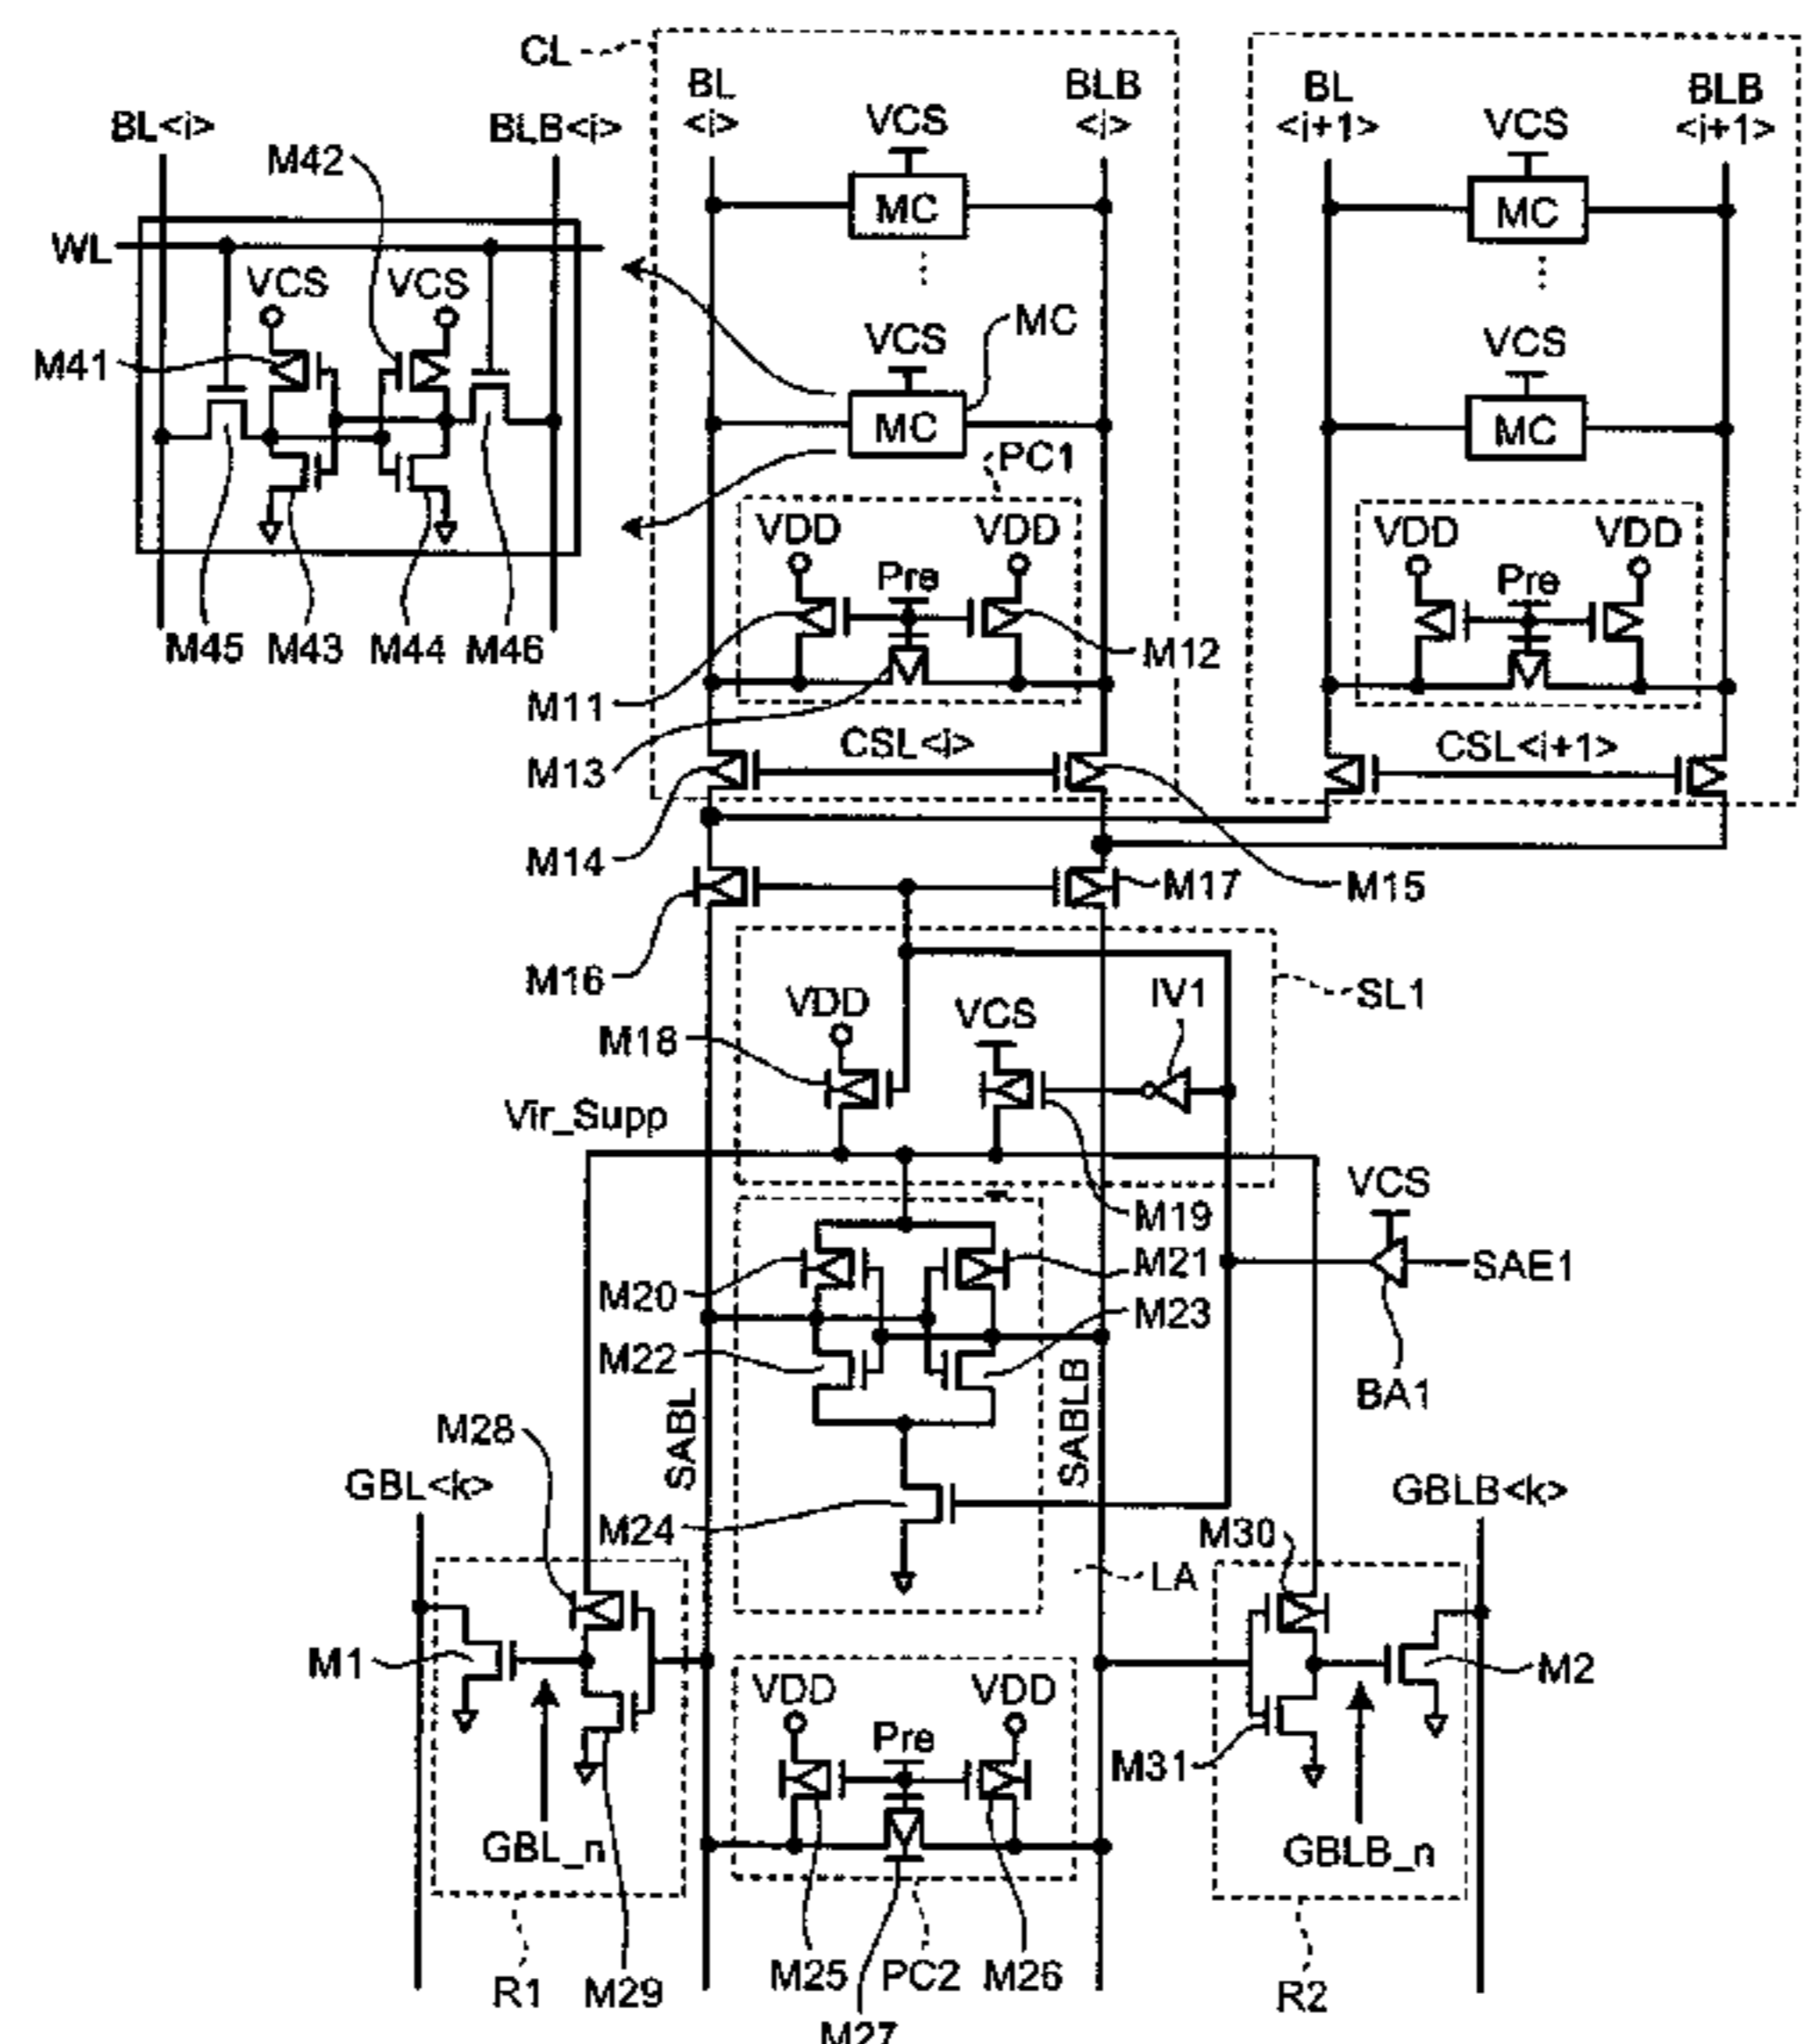 CL
BL
<i>
BLB
<i>
BL
<i+1>
BLB
<i+1>
BL<i>
BLB<i>
M42
VCS
VCS
MC
MC
WL
VCS
VCS
M41
VCS
MC
VCS
MC
MC
PC1
VDD
VDD
VDD
VDD
Pre
Pre
M45
M43
M44
M46
M12
M11
M13
CSL<i>
CSL<i+1>
M14
M17
M15
M16
VDD
VCS
IV1
SL1
M18
Vir_Supp
M19
VCS
M20
M21
SAE1
M22
M23
BA1
SABL
SABLB
M28
GBL<k>
GBLB<k>
M24
M30
LA
M1
M2
VDD
VDD
Pre
M31
GBL_n
GBLB_n
R1
M29
M25
PC2
M26
R2
M27